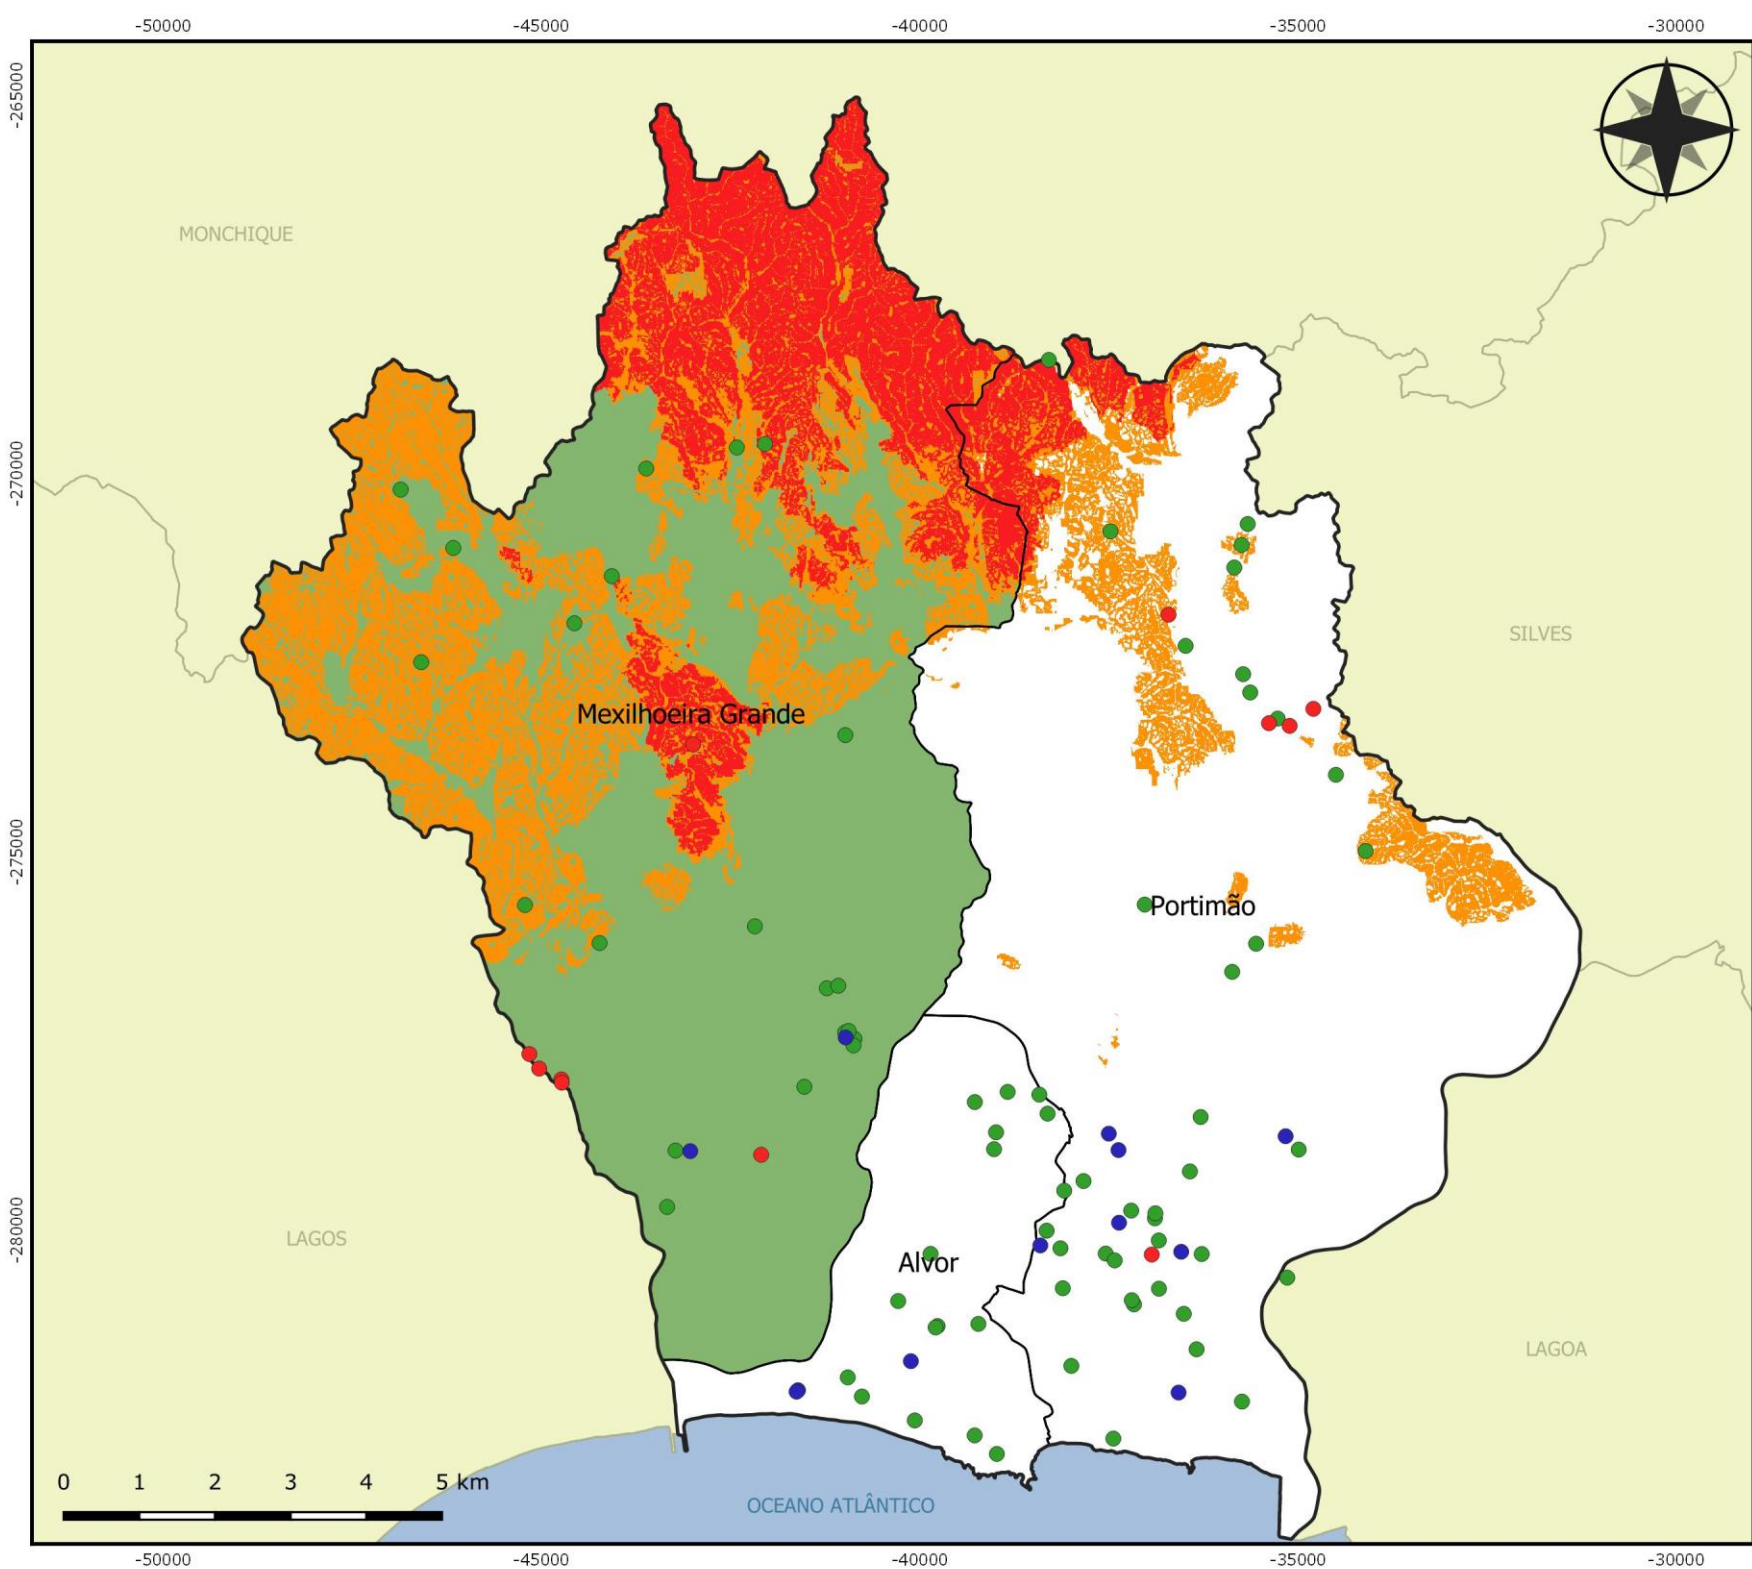 -50000 -45000 -40000 -35000 -30000
-265000
MONCHIQUE
-270000
SILVES
Mexilhoeira Grande
-275000
Portimão
-280000
LAGOS
Alvor
LAGOA
0 1 2 3 4 5 km
OCEANO ATLÂNTICO
-50000 -45000 -40000 -35000 -30000